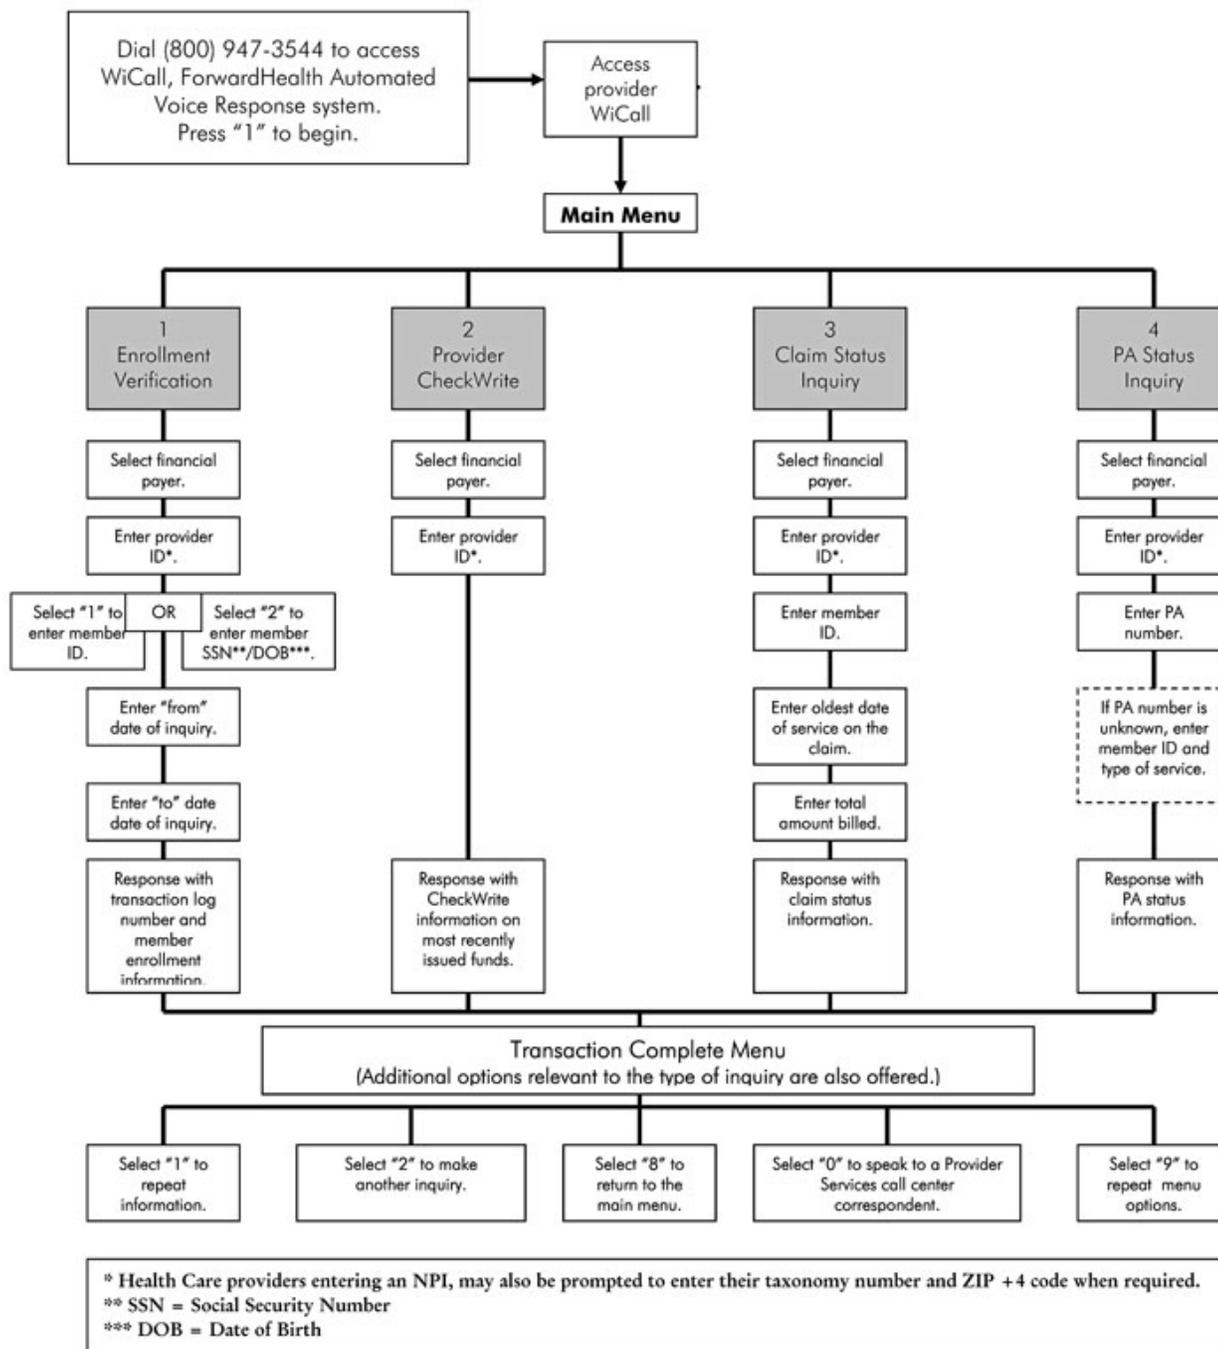 Dial (800) 947-3544 to access
WiCall, ForwardHealth Automated
Voice Response system.
Press "1" to begin.
Access
provider
WiCall
Main Menu
1
Enrollment
Verification
2
Provider
CheckWrite
3
Claim Status
Inquiry
4
PA Status
Inquiry
Select financial
payer.
Select financial
payer.
Select financial
payer.
Select financial
payer.
Enter provider
ID*.
Enter provider
ID*.
Enter provider
ID*.
Enter provider
ID*.
Select "1" to
enter member
ID.
OR
Select "2" to
enter member
SSN**/DOB***.
Enter member
ID.
Enter PA
number.
Enter "from"
date of inquiry.
Enter oldest date
of service on the
claim.
If PA number is
unknown, enter
member ID and
type of service.
Enter "to" date
date of inquiry.
Enter total
amount billed.
Response with
transaction log
number and
member
enrollment
information.
Response with
CheckWrite
information on
most recently
issued funds.
Response with
claim status
information.
Response with
PA status
information.
Transaction Complete Menu
(Additional options relevant to the type of inquiry are also offered.)
Select "1" to
repeat
information.
Select "2" to make
another inquiry.
Select "8" to
return to the
main menu.
Select "0" to speak to a Provider
Services call center
correspondent.
Select "9" to
repeat menu
options.
* Health Care providers entering an NPI, may also be prompted to enter their taxonomy number and ZIP +4 code when required.
** SSN = Social Security Number
*** DOB = Date of Birth